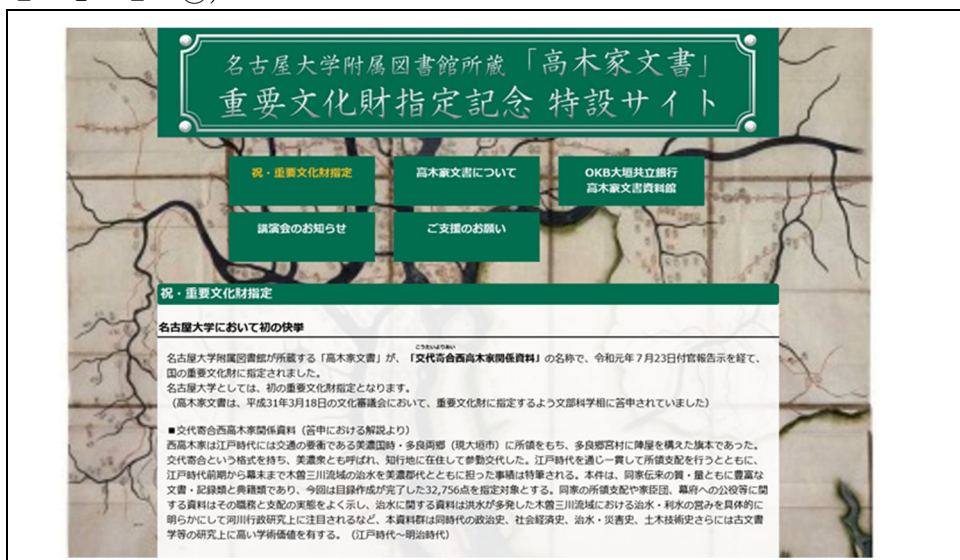 名古屋大学附属図書館所蔵「高木家文書」
重要文化財指定記念 特設サイト
祝・重要文化財指定
高木家文書について
OKB大垣共立銀行
高木家文書資料館
講演会のお知らせ
ご支援のお願い
祝・重要文化財指定
名古屋大学において初の快挙
こうたいよりあい
名古屋大学附属図書館が所蔵する「高木家文書」が、「交代寄合西高木家関係資料」の名称で、令和元年7月23日付官報告示を経て、
国の重要文化財に指定されました。
名古屋大学としては、初の重要文化財指定となります。
(高木家文書は、平成31年3月18日の文化審議会において、重要文化財に指定するよう文部科学相に答申されていました)
■交代寄合西高木家関係資料(答申における解説より)
西高木家は江戸時代には交通の要衝である美濃国時・多良両郷(現大垣市)に所領をもち、多良郷宮村に陣屋を構えた旗本であった。
交代寄合という格式を持ち、美濃衆とも呼ばれ、知行地に在住して参勤交代した。江戸時代を通し一貫して所領支配を行うとともに、
江戸時代前期から幕末まで木曽三川流域の治水を美濃郡代とともに担った事績は特筆される。本件は、同家伝来の質・量ともに豊富な
文書・記録類と典籍類であり、今回は目録作成が完了した32,756点を指定対象とする。同家の所領支配や家臣団、幕府への公役等に関
する資料はその職務と支配の実態をよく示し、治水に関する資料は洪水が多発した木曽三川流域における治水・利水の営みを具体的に
明らかにして河川行政研究上に注目されるなど、本資料群は同時代の政治史、社会経済史、治水・災害史、土木技術史さらには古文書
学等の研究上に高い学術価値を有する。(江戸時代~明治時代)